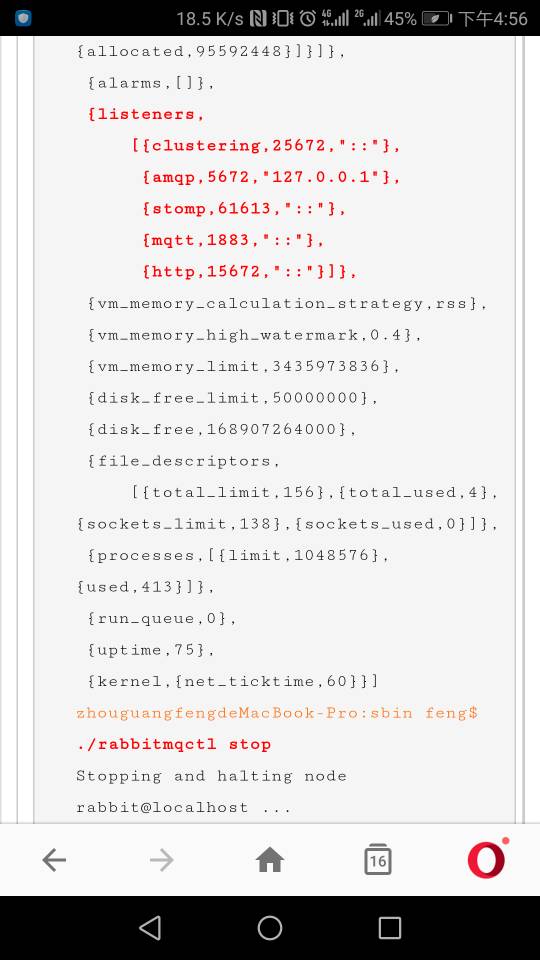 18.5 K/s 4G 2G 45% 下午4:56
{allocated,95592448}]}]},
{alarms,[]},
{listeners,
[{clustering,25672,"::"},
{amqp,5672,"127.0.0.1"},
{stomp,61613,"::"},
{mqtt,1883,"::"},
{http,15672,"::"}]},
{vm_memory_calculation_strategy,rss},
{vm_memory_high_watermark,0.4},
{vm_memory_limit,3435973836},
{disk_free_limit,50000000},
{disk_free,168907264000},
{file_descriptors,
[{total_limit,156},{total_used,4},
{sockets_limit,138},{sockets_used,0}]},
{processes,[{limit,1048576},
{used,413}]},
{run_queue,0},
{uptime,75},
{kernel,{net_ticktime,60}}]
zhouguangfengdeMacBook-Pro:sbin feng$
./rabbitmqctl stop
Stopping and halting node
rabbit@localhost ...
16